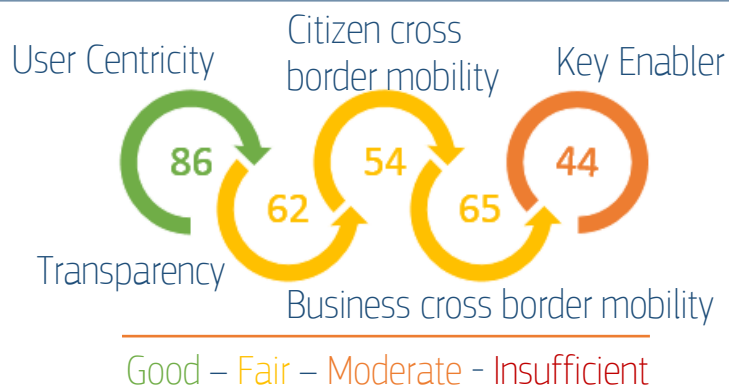 User Centricity
Citizen cross
border mobility
Key Enabler
86
54
44
62
65
Transparency
Business cross border mobility
Good – Fair – Moderate - Insufficient